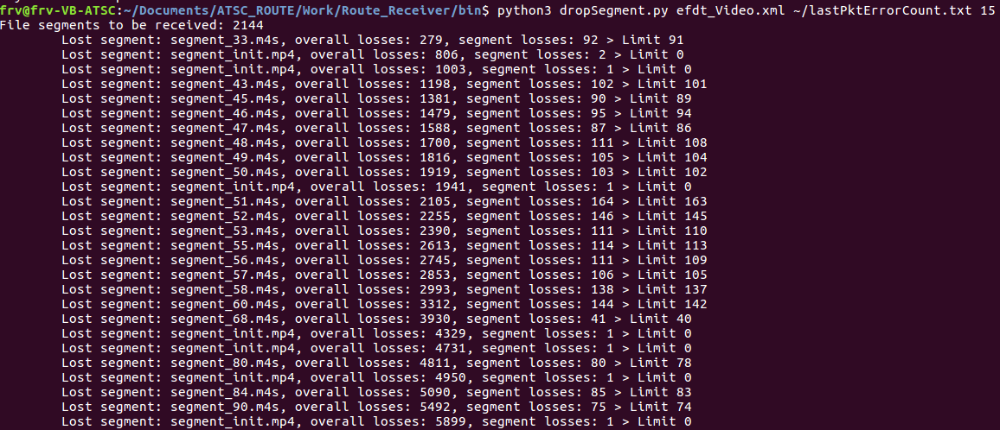 frv@frv-VB-ATSC:~/Documents/ATSC_ROUTE/Work/Route_Receiver/bin$ python3 dropSegment.py efdt_Video.xml ~/lastPktErrorCount.txt 15
File segments to be received: 2144
Lost segment: segment_33.m4s, overall losses: 279, segment losses: 92 > Limit 91
Lost segment: segment_init.mp4, overall losses: 806, segment losses: 2 > Limit 0
Lost segment: segment_init.mp4, overall losses: 1003, segment losses: 1 > Limit 0
Lost segment: segment_43.m4s, overall losses: 1198, segment losses: 102 > Limit 101
Lost segment: segment_45.m4s, overall losses: 1381, segment losses: 90 > Limit 89
Lost segment: segment_46.m4s, overall losses: 1479, segment losses: 95 > Limit 94
Lost segment: segment_47.m4s, overall losses: 1588, segment losses: 87 > Limit 86
Lost segment: segment_48.m4s, overall losses: 1700, segment losses: 111 > Limit 108
Lost segment: segment_49.m4s, overall losses: 1816, segment losses: 105 > Limit 104
Lost segment: segment_50.m4s, overall losses: 1919, segment losses: 103 > Limit 102
Lost segment: segment_init.mp4, overall losses: 1941, segment losses: 1 > Limit 0
Lost segment: segment_51.m4s, overall losses: 2105, segment losses: 164 > Limit 163
Lost segment: segment_52.m4s, overall losses: 2255, segment losses: 146 > Limit 145
Lost segment: segment_53.m4s, overall losses: 2390, segment losses: 111 > Limit 110
Lost segment: segment_55.m4s, overall losses: 2613, segment losses: 114 > Limit 113
Lost segment: segment_56.m4s, overall losses: 2745, segment losses: 111 > Limit 109
Lost segment: segment_57.m4s, overall losses: 2853, segment losses: 106 > Limit 105
Lost segment: segment_58.m4s, overall losses: 2993, segment losses: 138 > Limit 137
Lost segment: segment_60.m4s, overall losses: 3312, segment losses: 144 > Limit 142
Lost segment: segment_68.m4s, overall losses: 3930, segment losses: 41 > Limit 40
Lost segment: segment_init.mp4, overall losses: 4329, segment losses: 1 > Limit 0
Lost segment: segment_init.mp4, overall losses: 4731, segment losses: 1 > Limit 0
Lost segment: segment_80.m4s, overall losses: 4811, segment losses: 80 > Limit 78
Lost segment: segment_init.mp4, overall losses: 4950, segment losses: 1 > Limit 0
Lost segment: segment_84.m4s, overall losses: 5090, segment losses: 85 > Limit 83
Lost segment: segment_90.m4s, overall losses: 5492, segment losses: 75 > Limit 74
Lost segment: segment_init.mp4, overall losses: 5899, segment losses: 1 > Limit 0